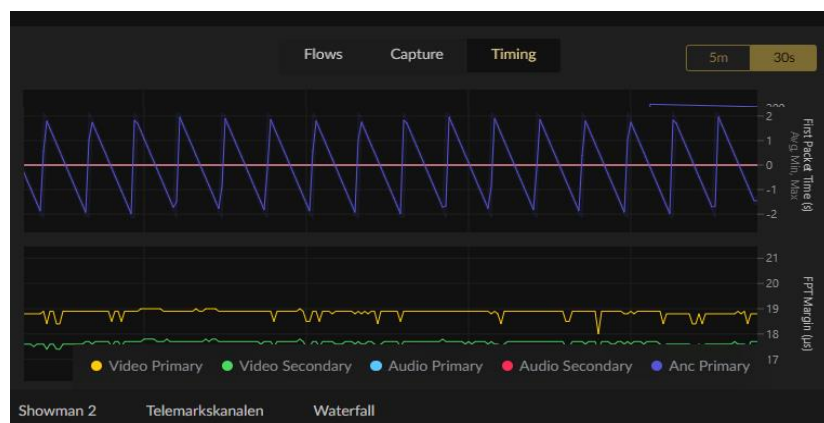 Flows Capture Timing 5m 30s
2
1
0
-1
-2
First Packet Time (s)
Avg, Min, Max
21
20
19
18
17
FPT Margin (µs)
Video Primary Video Secondary Audio Primary Audio Secondary Anc Primary
Showman 2 Telemarkskanalen Waterfall